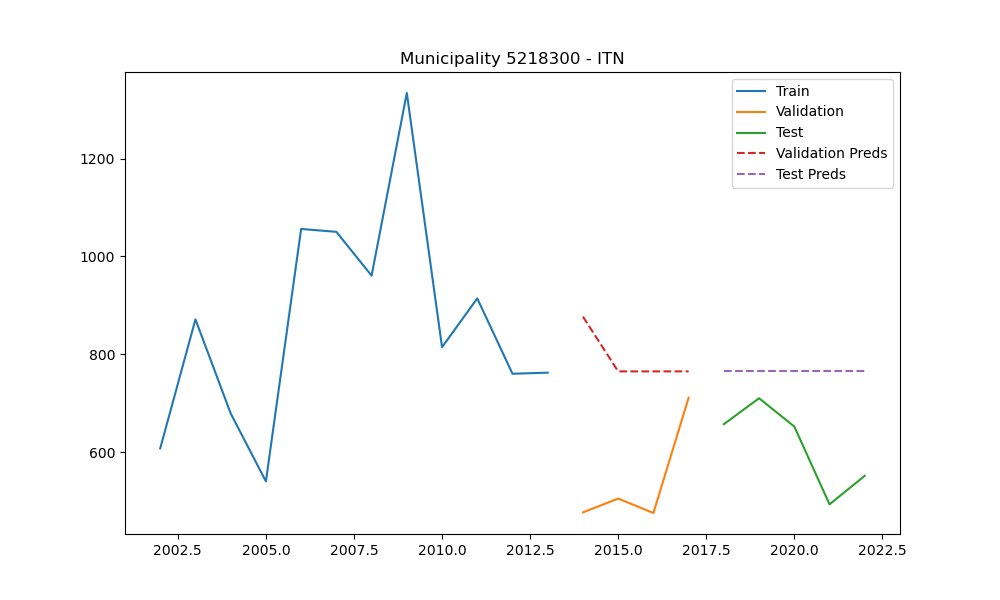 Municipality 5218300 - ITN
Train
Validation
Test
Validation Preds
Test Preds
1200
1000
800
600
2002.5 2005.0 2007.5 2010.0 2012.5 2015.0 2017.5 2020.0 2022.5